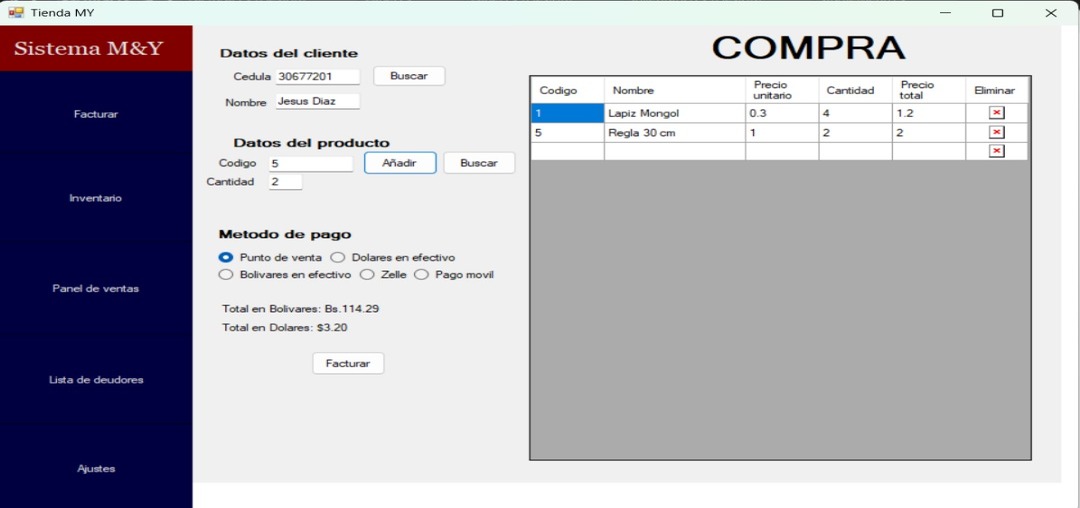 Tienda MY
Sistema M&Y
Facturar
Inventario
Panel de ventas
Lista de deudores
Ajustes
Datos del cliente
Cedula 30677201 Buscar
Nombre Jesus Diaz
Datos del producto
Codigo 5 Añadir Buscar
Cantidad 2
Metodo de pago
Punto de venta Dolares en efectivo
Bolivares en efectivo Zelle Pago movil
Total en Bolivares: Bs.114.29
Total en Dolares: $3.20
Facturar
COMPRA
Codigo Nombre Precio unitario Cantidad Precio total Eliminar
1 Lapiz Mongol 0.3 4 1.2
5 Regla 30 cm 1 2 2